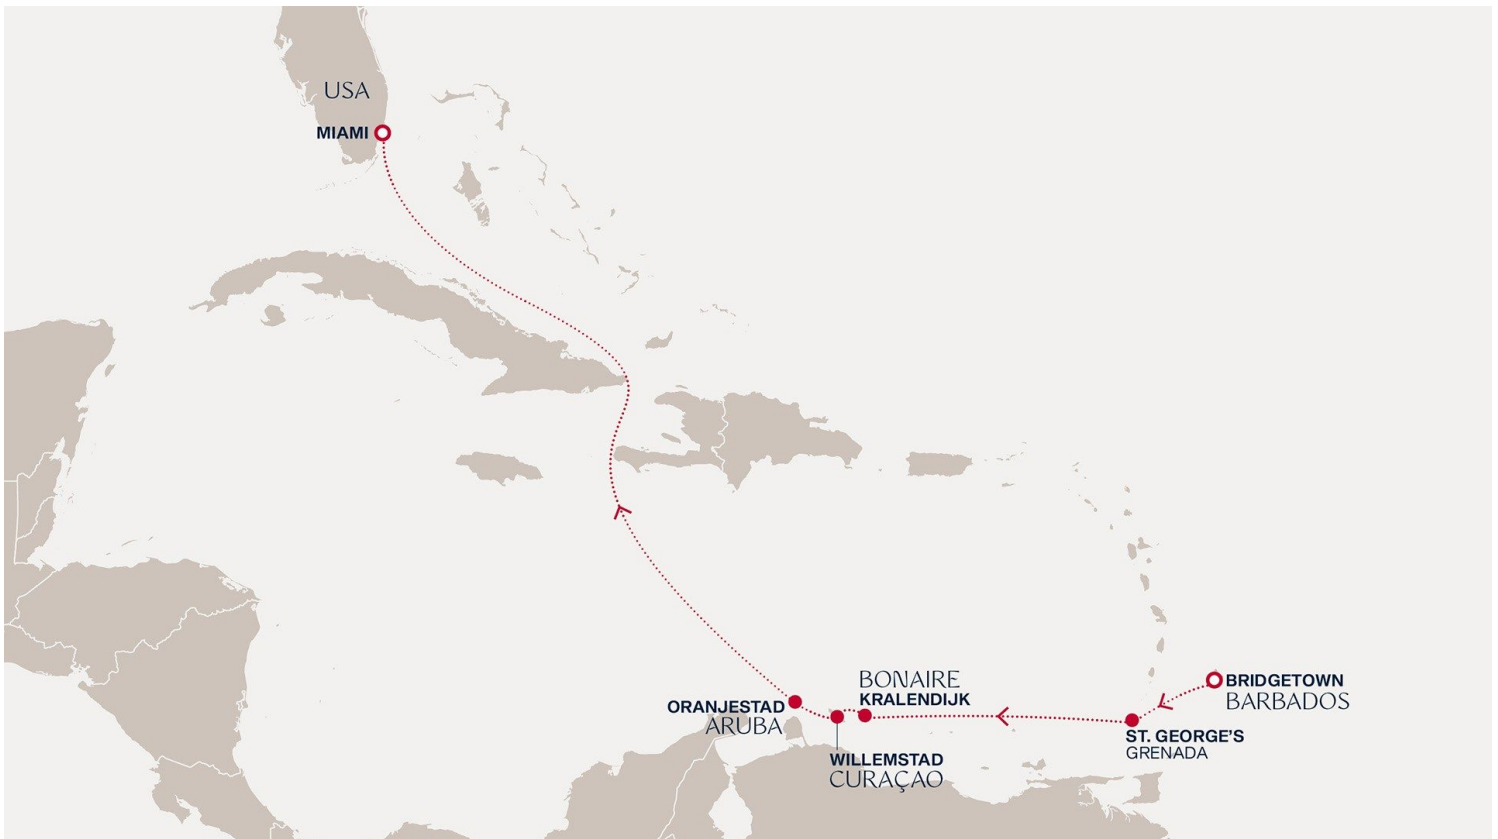 USA
MIAMI
BONAIRE
KRALENDIJK
ORANJESTAD
ARUBA
BRIDGETOWN
BARBADOS
ST. GEORGE'S
GRENADA
WILLEMSTAD
CURAÇAO